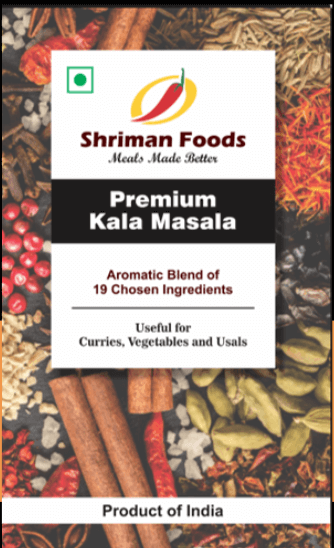 Shriman Foods
Meals Made Better
Premium
Kala Masala
Aromatic Blend of
19 Chosen Ingredients
Useful for
Curries, Vegetables and Usals
Product of India